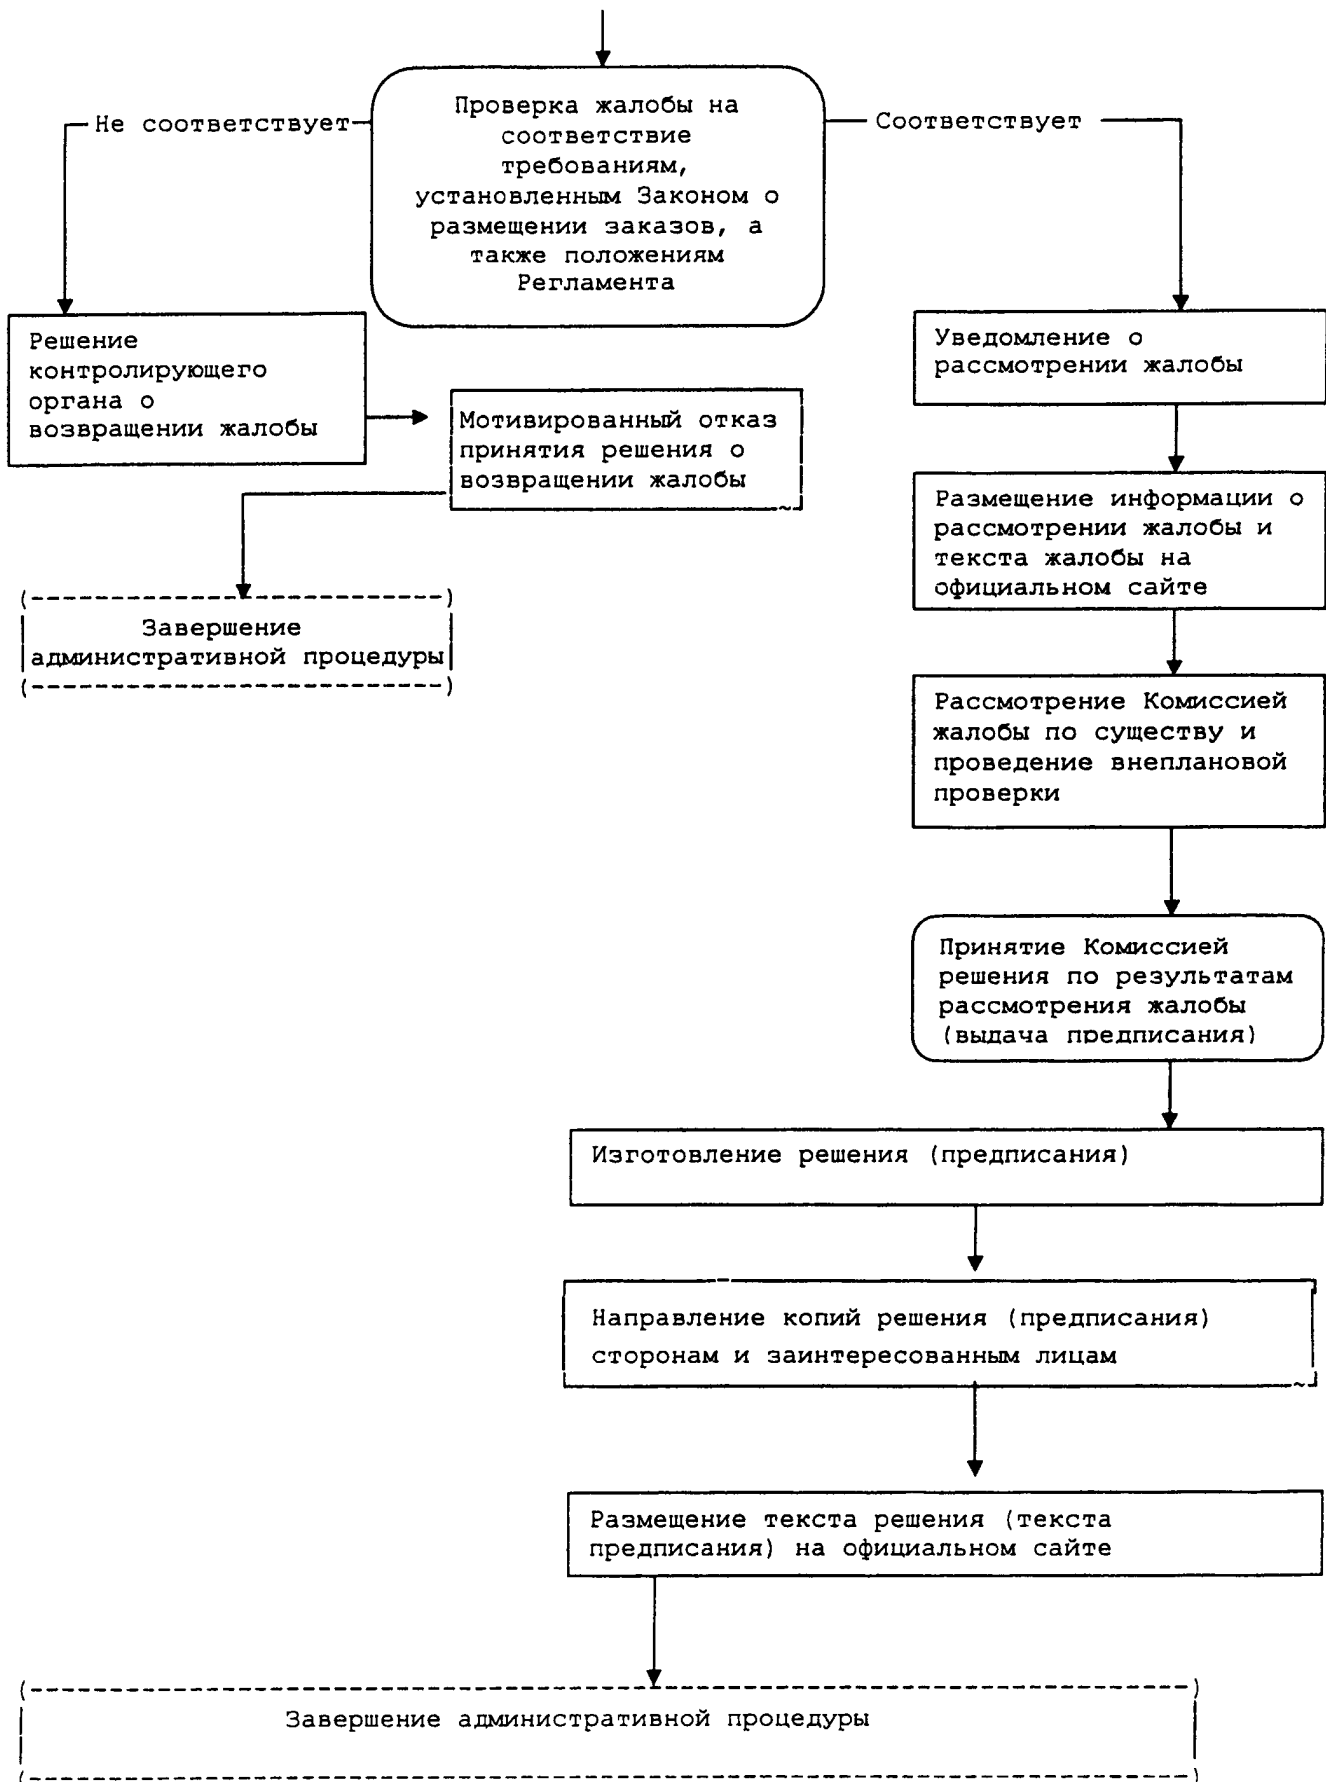 Проверка жалобы на
соответствие
требованиям,
установленным Законом о
размещении заказов, а
также положениям
Регламента
Не соответствует
Соответствует
Решение
контролирующего
органа о
возвращении жалобы
Мотивированный отказ
принятия решения о
возвращении жалобы
Завершение
административной процедуры
Уведомление о
рассмотрении жалобы
Размещение информации о
рассмотрении жалобы и
текста жалобы на
официальном сайте
Рассмотрение Комиссией
жалобы по существу и
проведение внеплановой
проверки
Принятие Комиссией
решения по результатам
рассмотрения жалобы
(выдача предписания)
Изготовление решения (предписания)
Направление копий решения (предписания)
сторонам и заинтересованным лицам
Размещение текста решения (текста
предписания) на официальном сайте
Завершение административной процедуры